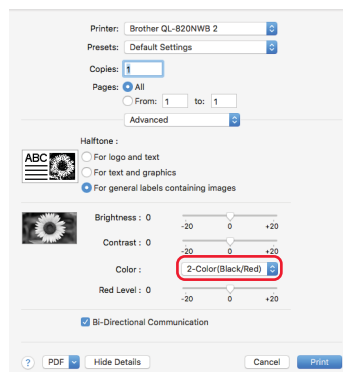 Printer: Brother QL-820NWB 2
Presets: Default Settings
Copies: 1
Pages: All
From: 1 to: 1
Advanced
Halftone :
ABC
For logo and text
For text and graphics
For general labels containing images
Brightness : 0
-20 0 +20
Contrast : 0
-20 0 +20
Color : 2-Color(Black/Red)
Red Level : 0
-20 0 +20
Bi-Directional Communication
? PDF Hide Details Cancel Print